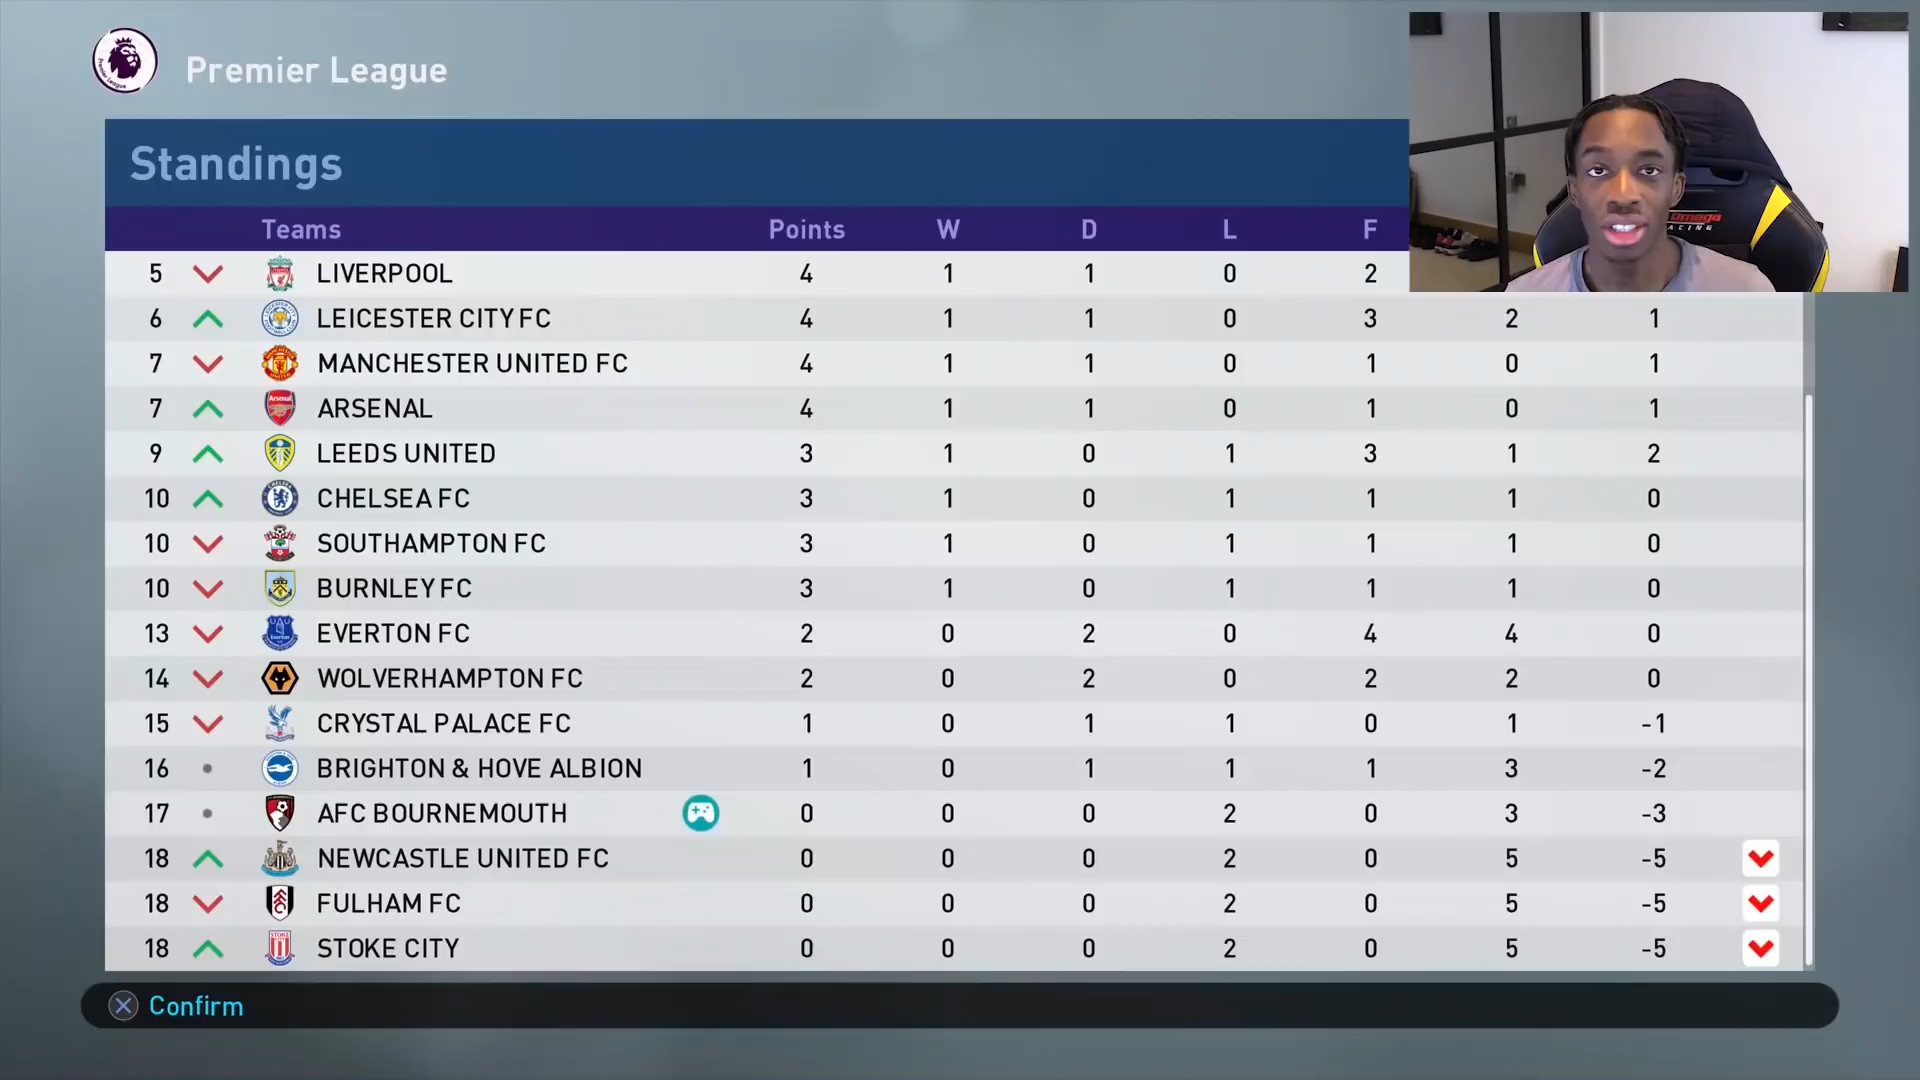 Premier League
Standings
Teams Points W D L F
5 LIVERPOOL 4 1 1 0 2
6 LEICESTER CITY FC 4 1 1 0 3 2 1
7 MANCHESTER UNITED FC 4 1 1 0 1 0 1
7 ARSENAL 4 1 1 0 1 0 1
9 LEEDS UNITED 3 1 0 1 3 1 2
10 CHELSEA FC 3 1 0 1 1 1 0
10 SOUTHAMPTON FC 3 1 0 1 1 1 0
10 BURNLEY FC 3 1 0 1 1 1 0
13 EVERTON FC 2 0 2 0 4 4 0
14 WOLVERHAMPTON FC 2 0 2 0 2 2 0
15 CRYSTAL PALACE FC 1 0 1 1 0 1 -1
16 BRIGHTON & HOVE ALBION 1 0 1 1 1 3 -2
17 AFC BOURNEMOUTH 0 0 0 2 0 3 -3
18 NEWCASTLE UNITED FC 0 0 0 2 0 5 -5
18 FULHAM FC 0 0 0 2 0 5 -5
18 STOKE CITY 0 0 0 2 0 5 -5
Confirm
Omega
RACING